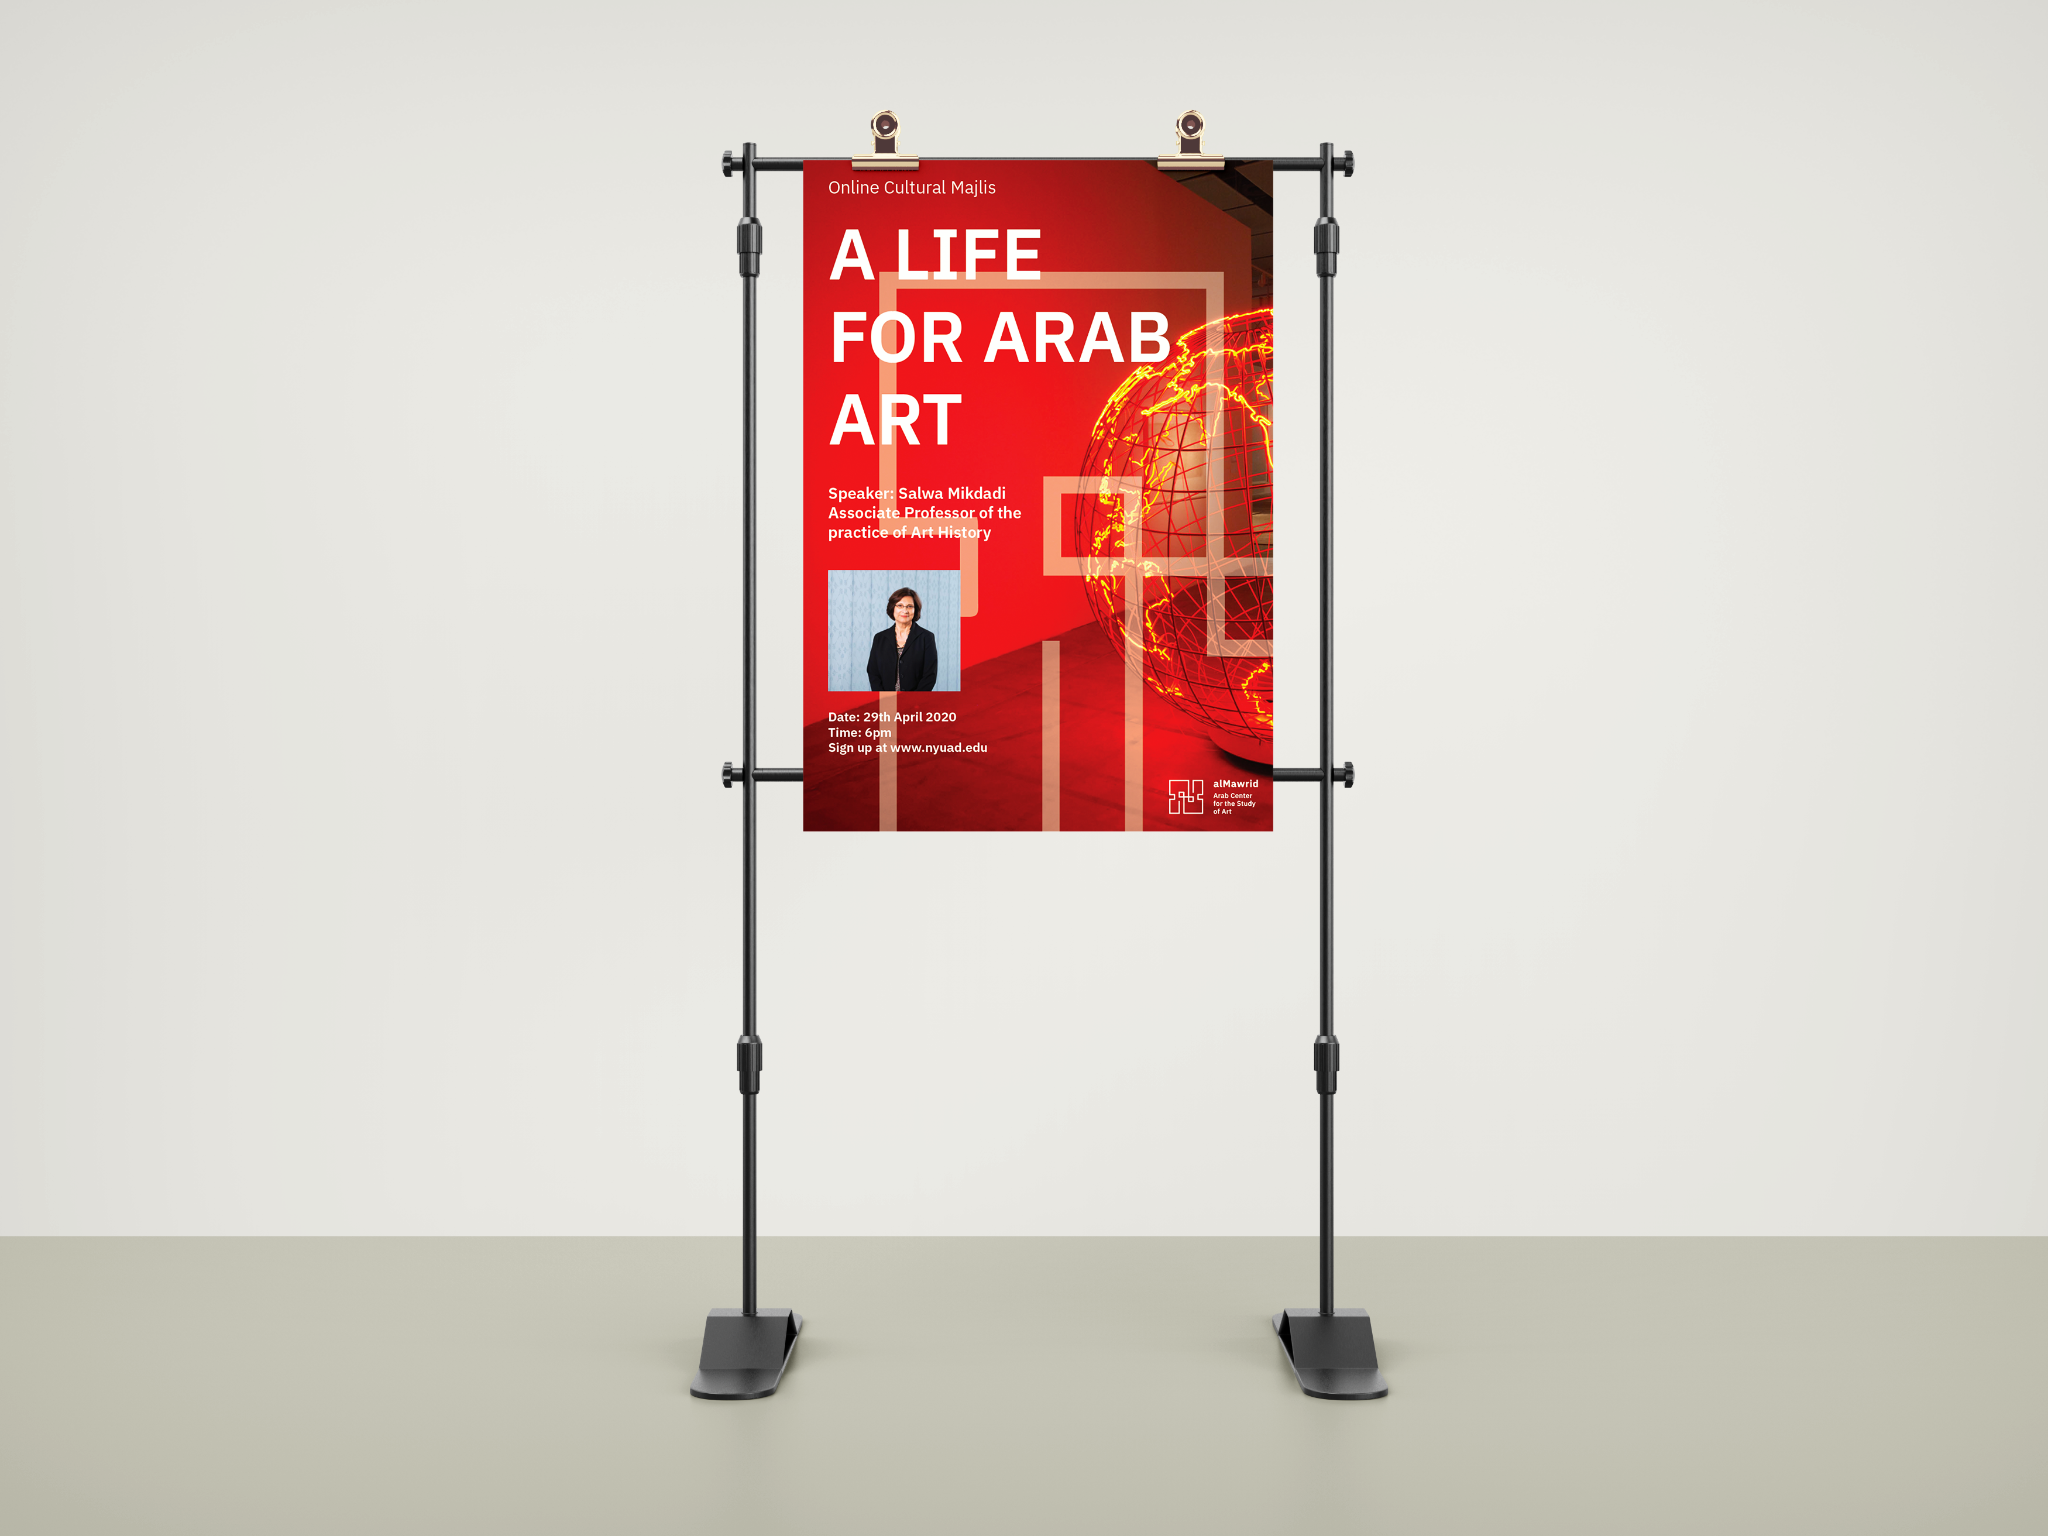 Online Cultural Majlis
A LIFE
FOR ARAB
ART
Speaker: Salwa Mikdadi
Associate Professor of the
practice of Art History
Date: 29th April 2020
Time: 6pm
Sign up at www.nyuad.edu
alMawrid
Arab Center
for the Study
of Art